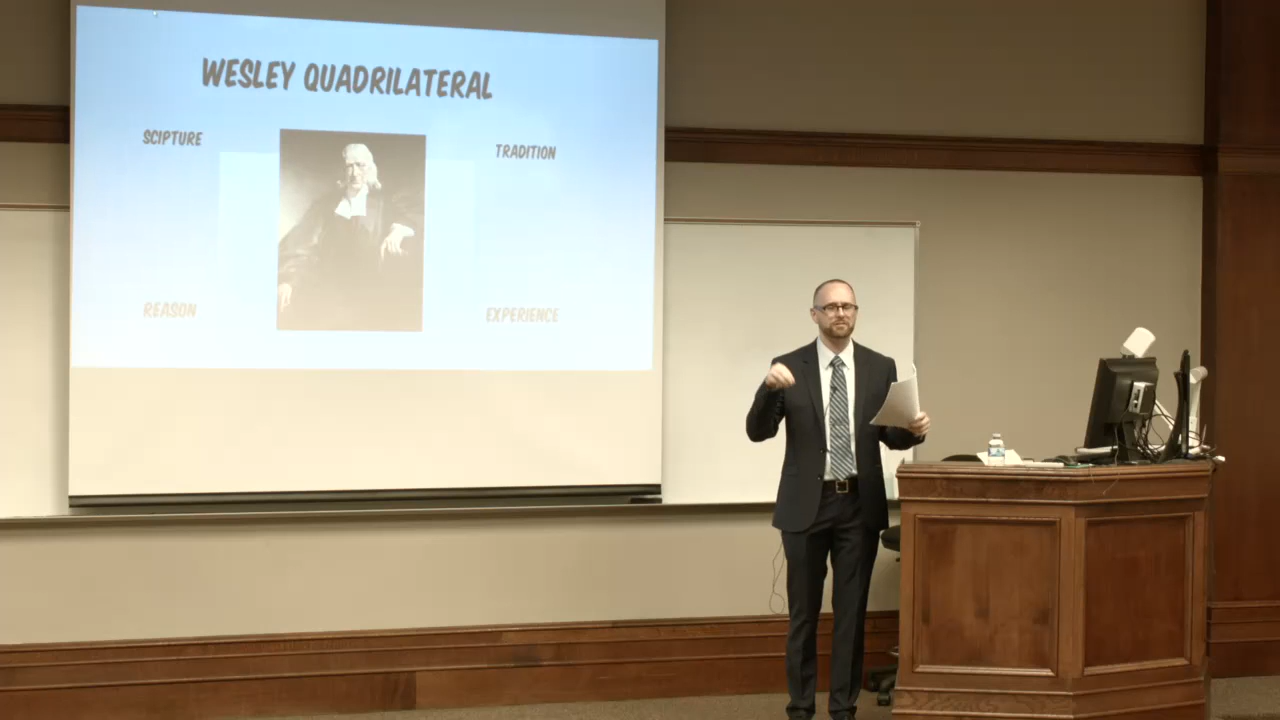 WESLEY QUADRILATERAL
SCIPTURE
TRADITION
REASON
EXPERIENCE